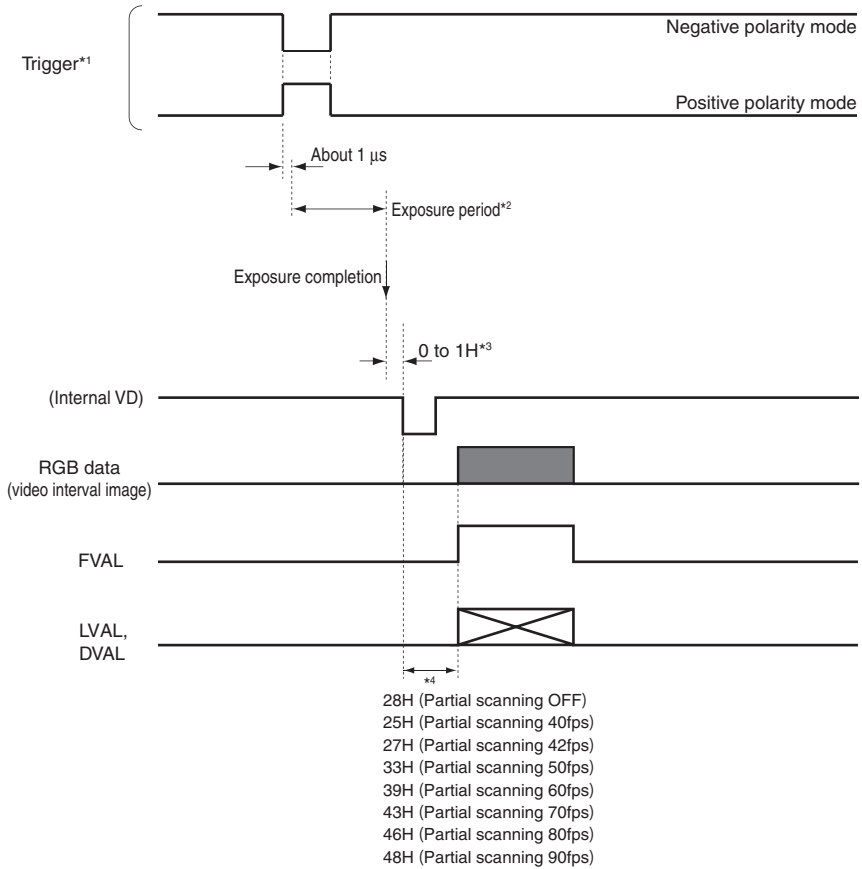 Negative polarity mode
Trigger*1
Positive polarity mode
About 1 μs
Exposure period*2
Exposure completion
0 to 1H*3
(Internal VD)
RGB data
(video interval image)
FVAL
LVAL,
DVAL
*4
28H (Partial scanning OFF)
25H (Partial scanning 40fps)
27H (Partial scanning 42fps)
33H (Partial scanning 50fps)
39H (Partial scanning 60fps)
43H (Partial scanning 70fps)
46H (Partial scanning 80fps)
48H (Partial scanning 90fps)